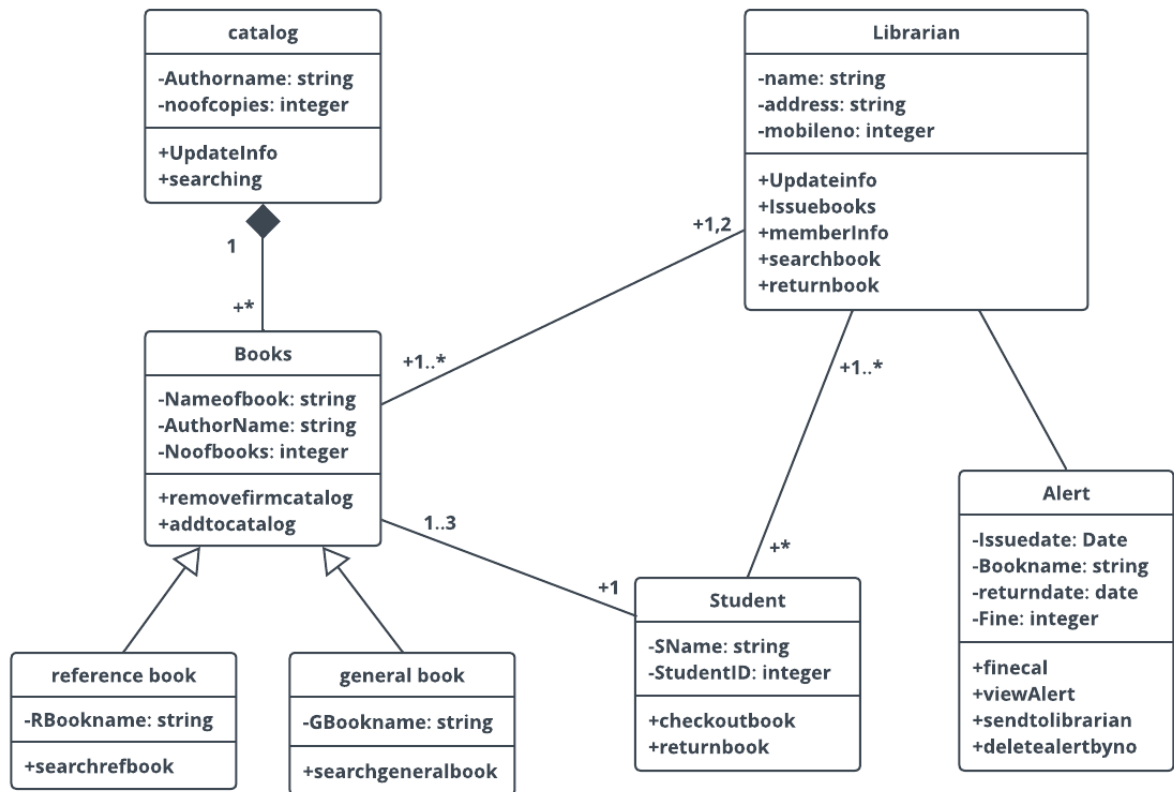 catalog
-Authorname: string
-noofcopies: integer
+UpdateInfo
+searching
1
+*
Librarian
-name: string
-address: string
-mobileno: integer
+Updateinfo
+Issuebooks
+memberInfo
+searchbook
+returnbook
+1,2
+1..*
+1..*
+*
Books
-Nameofbook: string
-AuthorName: string
-Noofbooks: integer
+removefirmcatalog
+addtocatalog
1..3
+1
reference book
-RBookname: string
+searchrefbook
general book
-GBookname: string
+searchgeneralbook
Student
-SName: string
-StudentID: integer
+checkoutbook
+returnbook
Alert
-Issuedate: Date
-Bookname: string
-returndate: date
-Fine: integer
+finecal
+viewAlert
+sendtolibrarian
+deletealertbyno